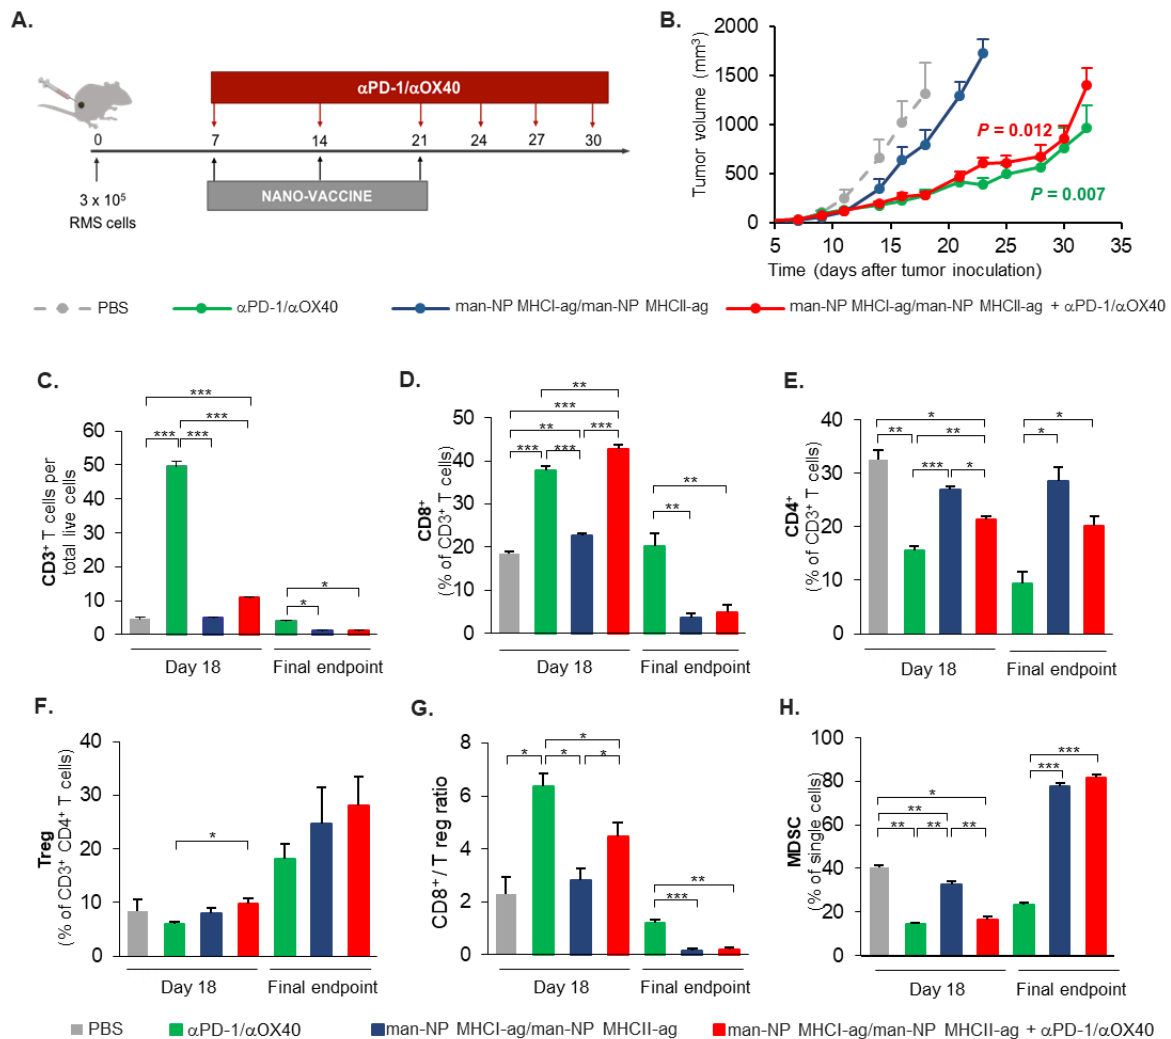 A.
αPD-1/αOX40
0
7
14
21
24
27
30
3 x 10⁵
RMS cells
NANO-VACCINE
B.
Tumor volume (mm³)
2000
1500
1000
500
0
P = 0.012
P = 0.007
5
10
15
20
25
30
35
Time (days after tumor inoculation)
PBS
αPD-1/αOX40
man-NP MHCI-ag/man-NP MHCII-ag
man-NP MHCI-ag/man-NP MHCII-ag + αPD-1/αOX40
C.
CD3⁺ T cells per
total live cells
60
50
40
30
20
10
0
***
***
***
***
*
*
Day 18
Final endpoint
D.
CD8⁺
(% of CD3⁺ T cells)
50
40
30
20
10
0
**
***
**
***
***
***
**
**
Day 18
Final endpoint
E.
CD4⁺
(% of CD3⁺ T cells)
40
30
20
10
0
*
**
**
***
*
*
*
Day 18
Final endpoint
F.
Treg
(% of CD3⁺ CD4⁺ T cells)
40
30
20
10
0
*
Day 18
Final endpoint
G.
CD8⁺ / T reg ratio
8
6
4
2
0
*
*
*
*
**
***
Day 18
Final endpoint
H.
MDSC
(% of single cells)
100
80
60
40
20
0
*
**
**
**
**
***
***
Day 18
Final endpoint
PBS
αPD-1/αOX40
man-NP MHCI-ag/man-NP MHCII-ag
man-NP MHCI-ag/man-NP MHCII-ag + αPD-1/αOX40